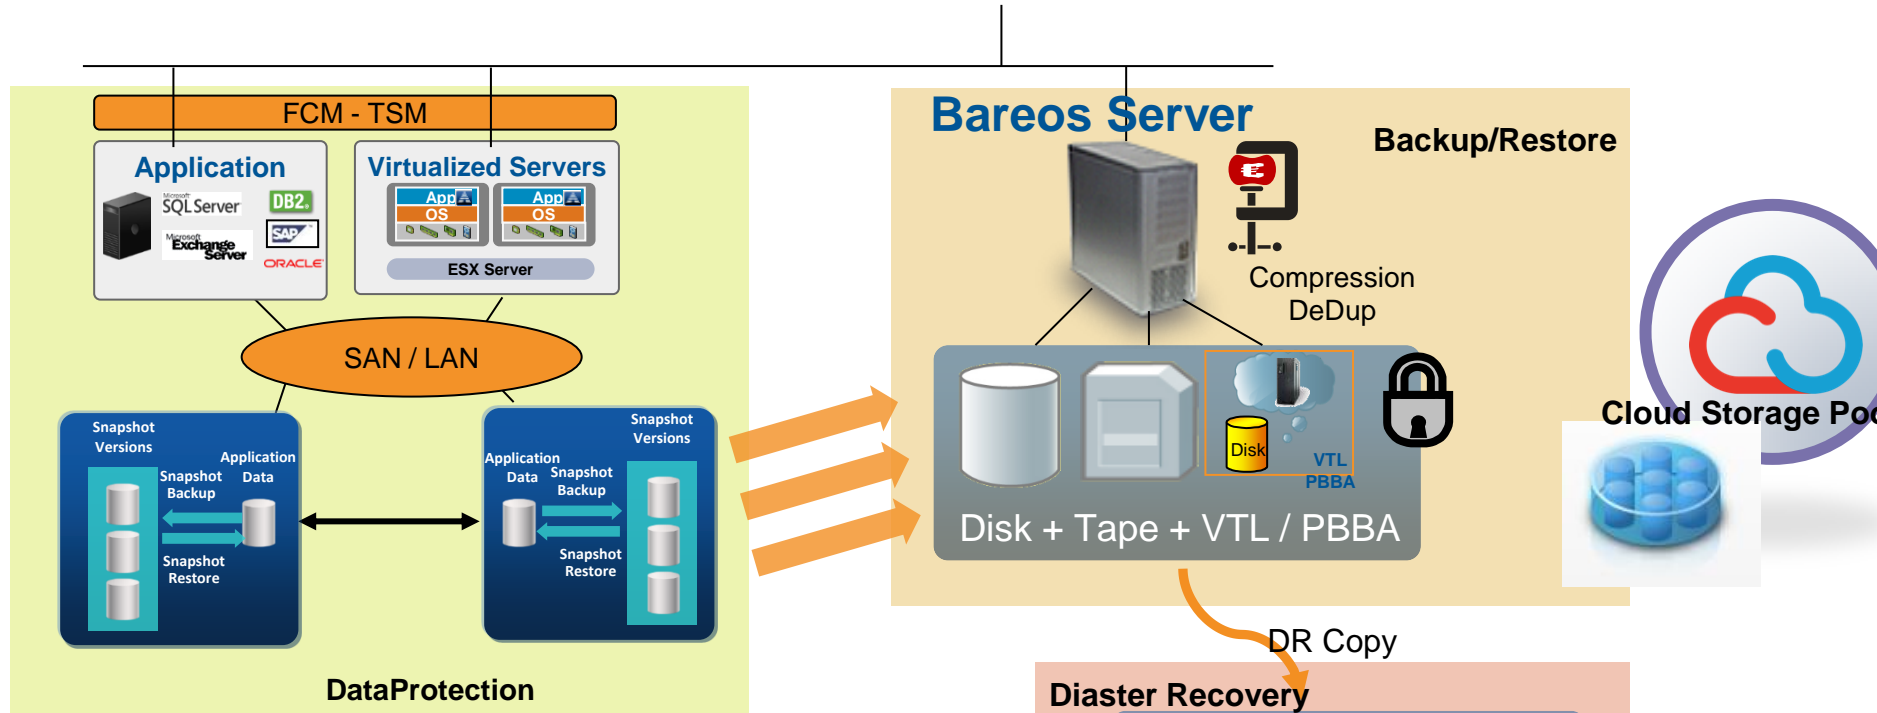 FCM - TSM
Application
Microsoft
SQL Server
DB2.
Microsoft
Exchange
Server
SAP
ORACLE
Virtualized Servers
App
OS
App
OS
ESX Server
SAN / LAN
Snapshot
Versions
Snapshot
Backup
Application
Data
Snapshot
Restore
Application
Data
Snapshot
Backup
Snapshot
Versions
Snapshot
Restore
DataProtection
Bareos Server
Backup/Restore
Compression
DeDup
Disk
VTL
PBBA
Disk + Tape + VTL / PBBA
Cloud Storage Poo
DR Copy
Diaster Recovery